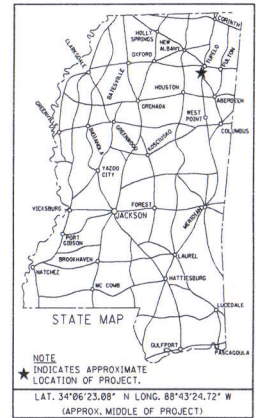 CORINTH
HOLLY
SPRINGS
NEW
ALBANY
CLARKSDALE
OXFORD
TUPELO
FULTON
BATESVILLE
HOUSTON
ABERDEEN
GRENADA
GREENVILLE
INDIANOLA
GREENWOOD
WEST
POINT
COLUMBUS
KOSCIUSKO
YAZOO
CITY
VICKSBURG
FOREST
MERIDIAN
JACKSON
PORT
GIBSON
LAUREL
BROOKHAVEN
NATCHEZ
HATTIESBURG
MC COMB
LUCEDALE
STATE MAP
GULFPORT
PASCAGOULA
NOTE
INDICATES APPROXIMATE
LOCATION OF PROJECT.
LAT. 34°06'23.08" N LONG. 88°43'24.72" W
(APPROX. MIDDLE OF PROJECT)